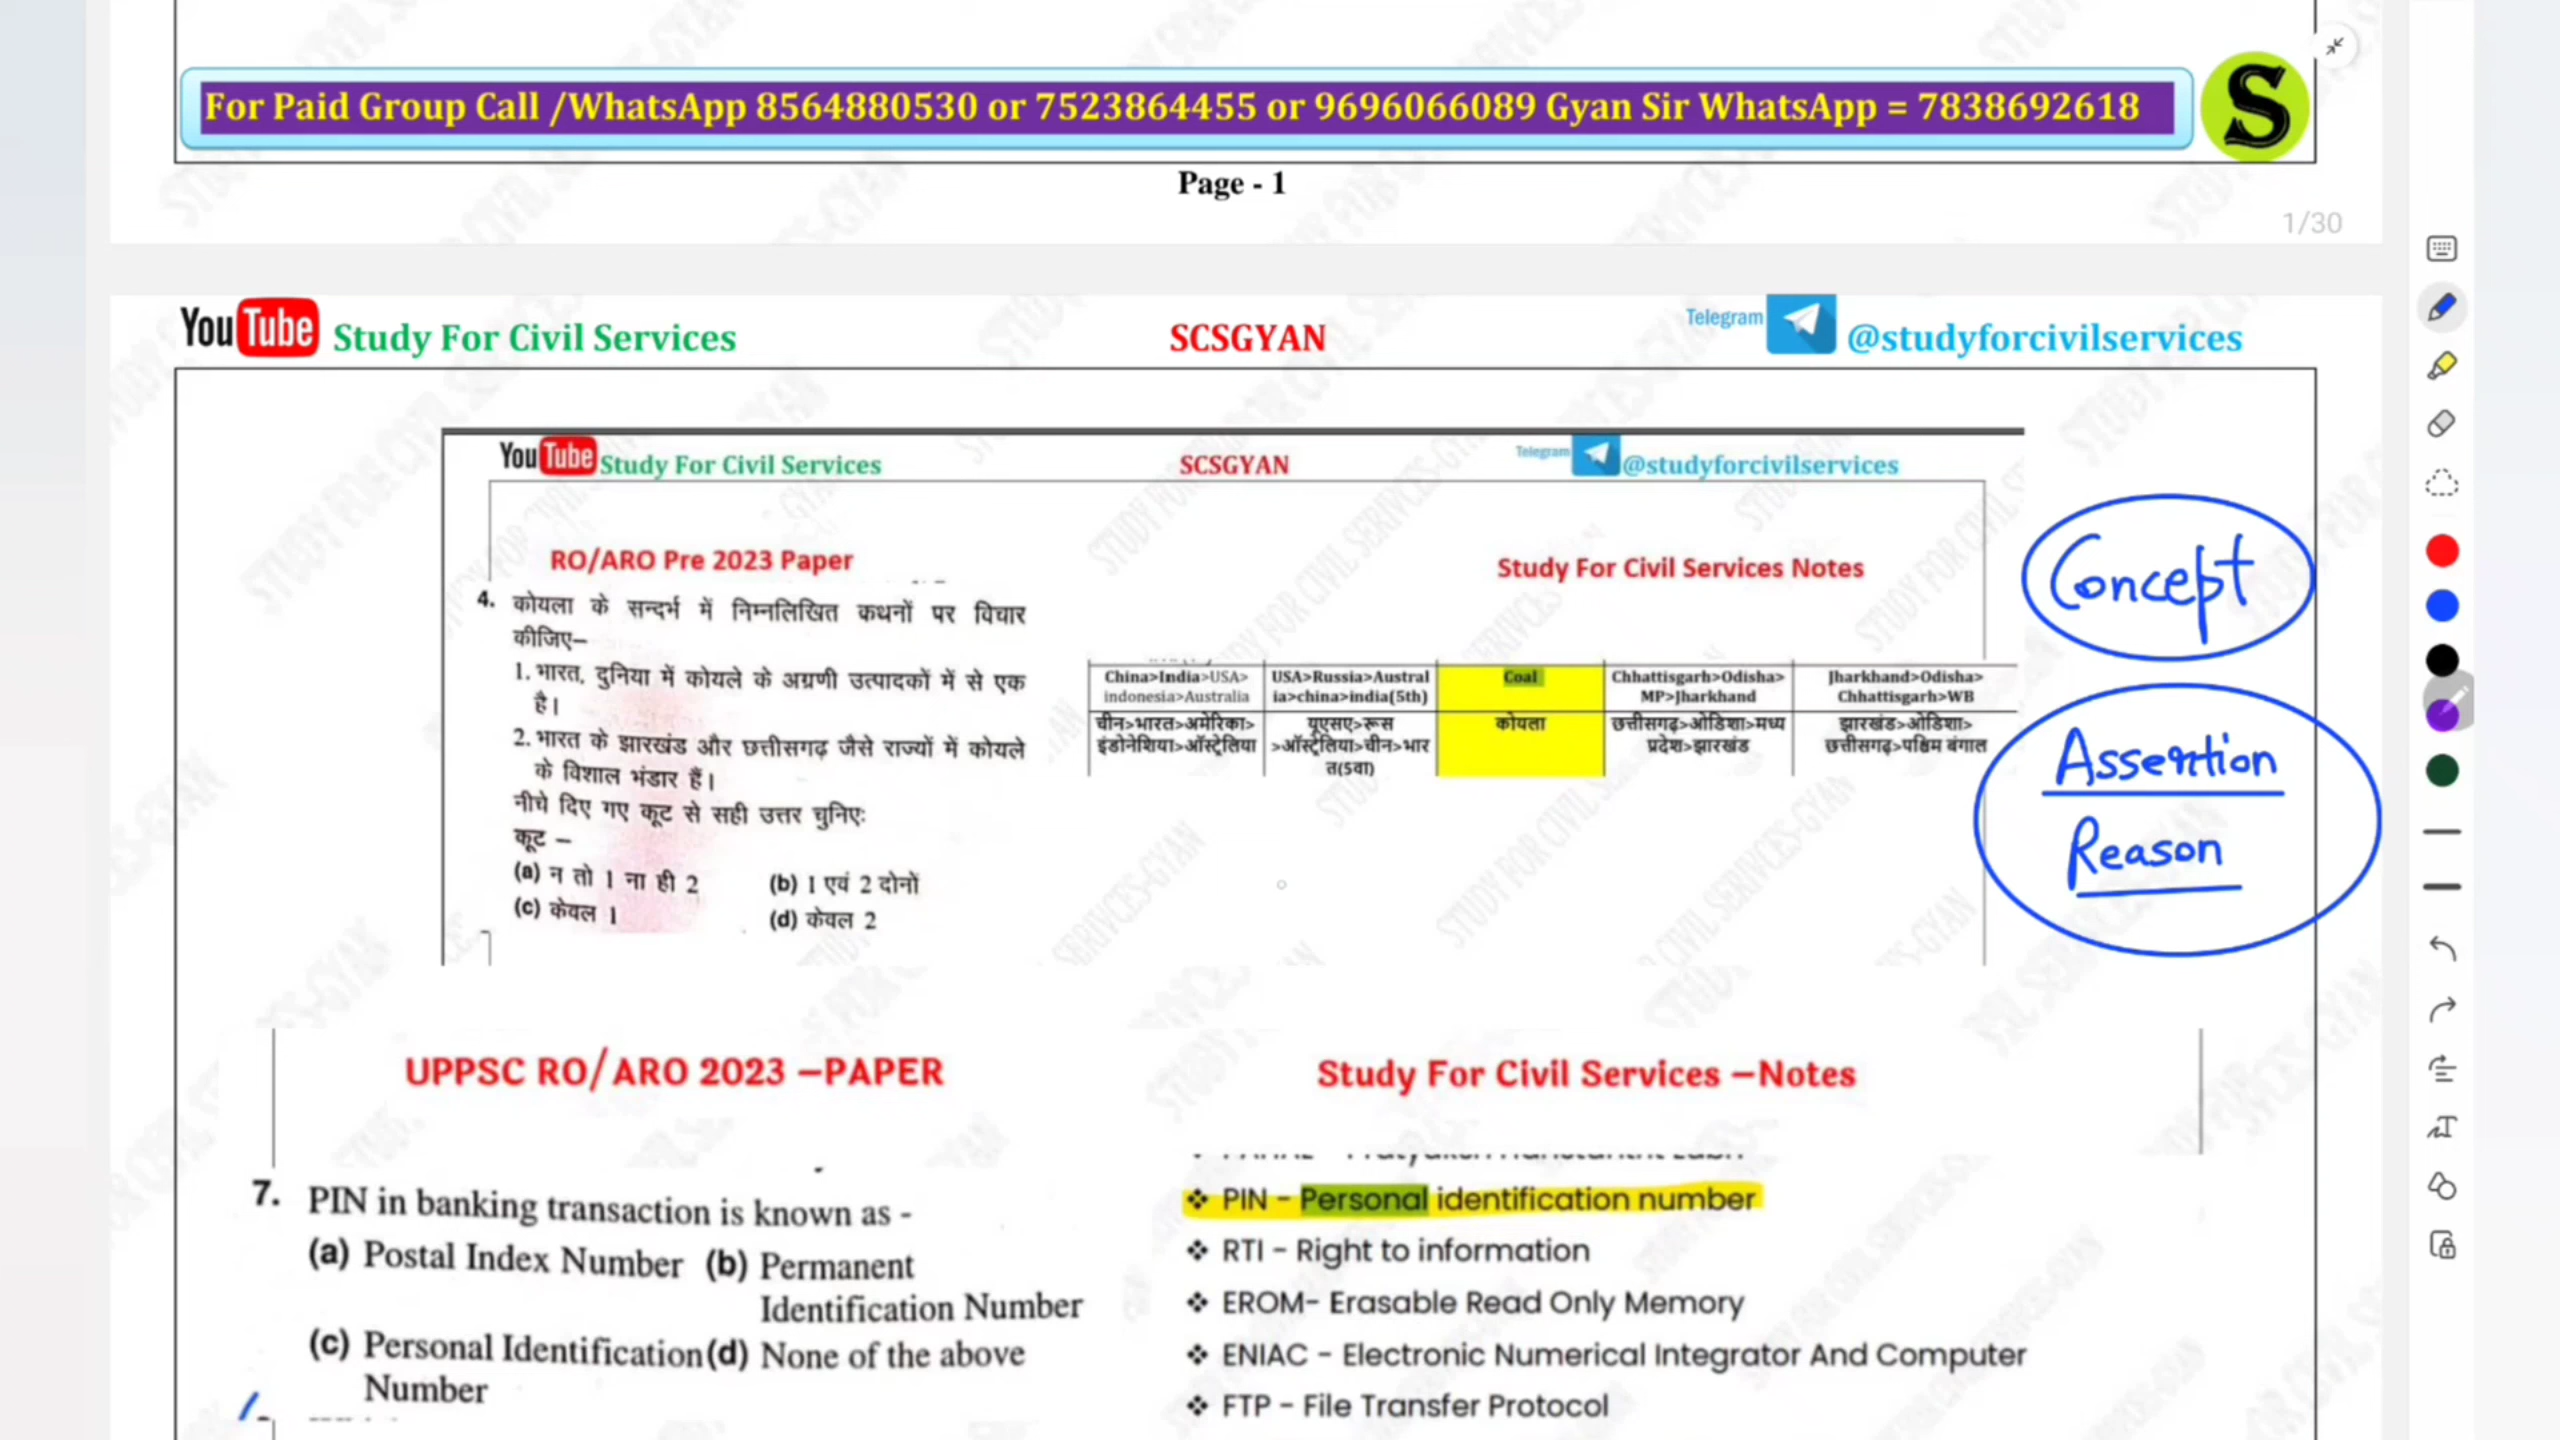 For Paid Group Call /WhatsApp 8564880530 or 7523864455 or 9696066089 Gyan Sir WhatsApp = 7838692618
S
Page - 1
1/30
YouTube Study For Civil Services
SCSGYAN
Telegram @studyforcivilservices
YouTube Study For Civil Services
SCSGYAN
Telegram @studyforcivilservices
RO/ARO Pre 2023 Paper
Study For Civil Services Notes
4. कोयला के सन्दर्भ में निम्नलिखित कथनों पर विचार
कीजिए–
1. भारत, दुनिया में कोयले के अग्रणी उत्पादकों में से एक
है।
2. भारत के झारखंड और छत्तीसगढ़ जैसे राज्यों में कोयले
के विशाल भंडार हैं।
नीचे दिए गए कूट से सही उत्तर चुनिएः
कूट –
(a) न तो 1 ना ही 2 (b) 1 एवं 2 दोनों
(c) केवल 1 (d) केवल 2
China>India>USA>
indonesia>Australia
USA>Russia>Austral
ia>china>india(5th)
Coal
Chhattisgarh>Odisha>
MP>Jharkhand
Jharkhand>Odisha>
Chhattisgarh>WB
चीन>भारत>अमेरिका>
इंडोनेशिया>ऑस्ट्रेलिया
यूएसए>रूस
>ऑस्ट्रेलिया>चीन>भार
त(5वा)
कोयला
छत्तीसगढ़>ओडिशा>मध्य
प्रदेश>झारखंड
झारखंड>ओडिशा>
छत्तीसगढ़>पश्चिम बंगाल
Concept
Assertion
Reason
UPPSC RO/ARO 2023 –PAPER
Study For Civil Services –Notes
7. PIN in banking transaction is known as -
(a) Postal Index Number (b) Permanent
Identification Number
(c) Personal Identification (d) None of the above
Number
❖ PIN – Personal identification number
❖ RTI – Right to information
❖ EROM– Erasable Read Only Memory
❖ ENIAC – Electronic Numerical Integrator And Computer
❖ FTP – File Transfer Protocol